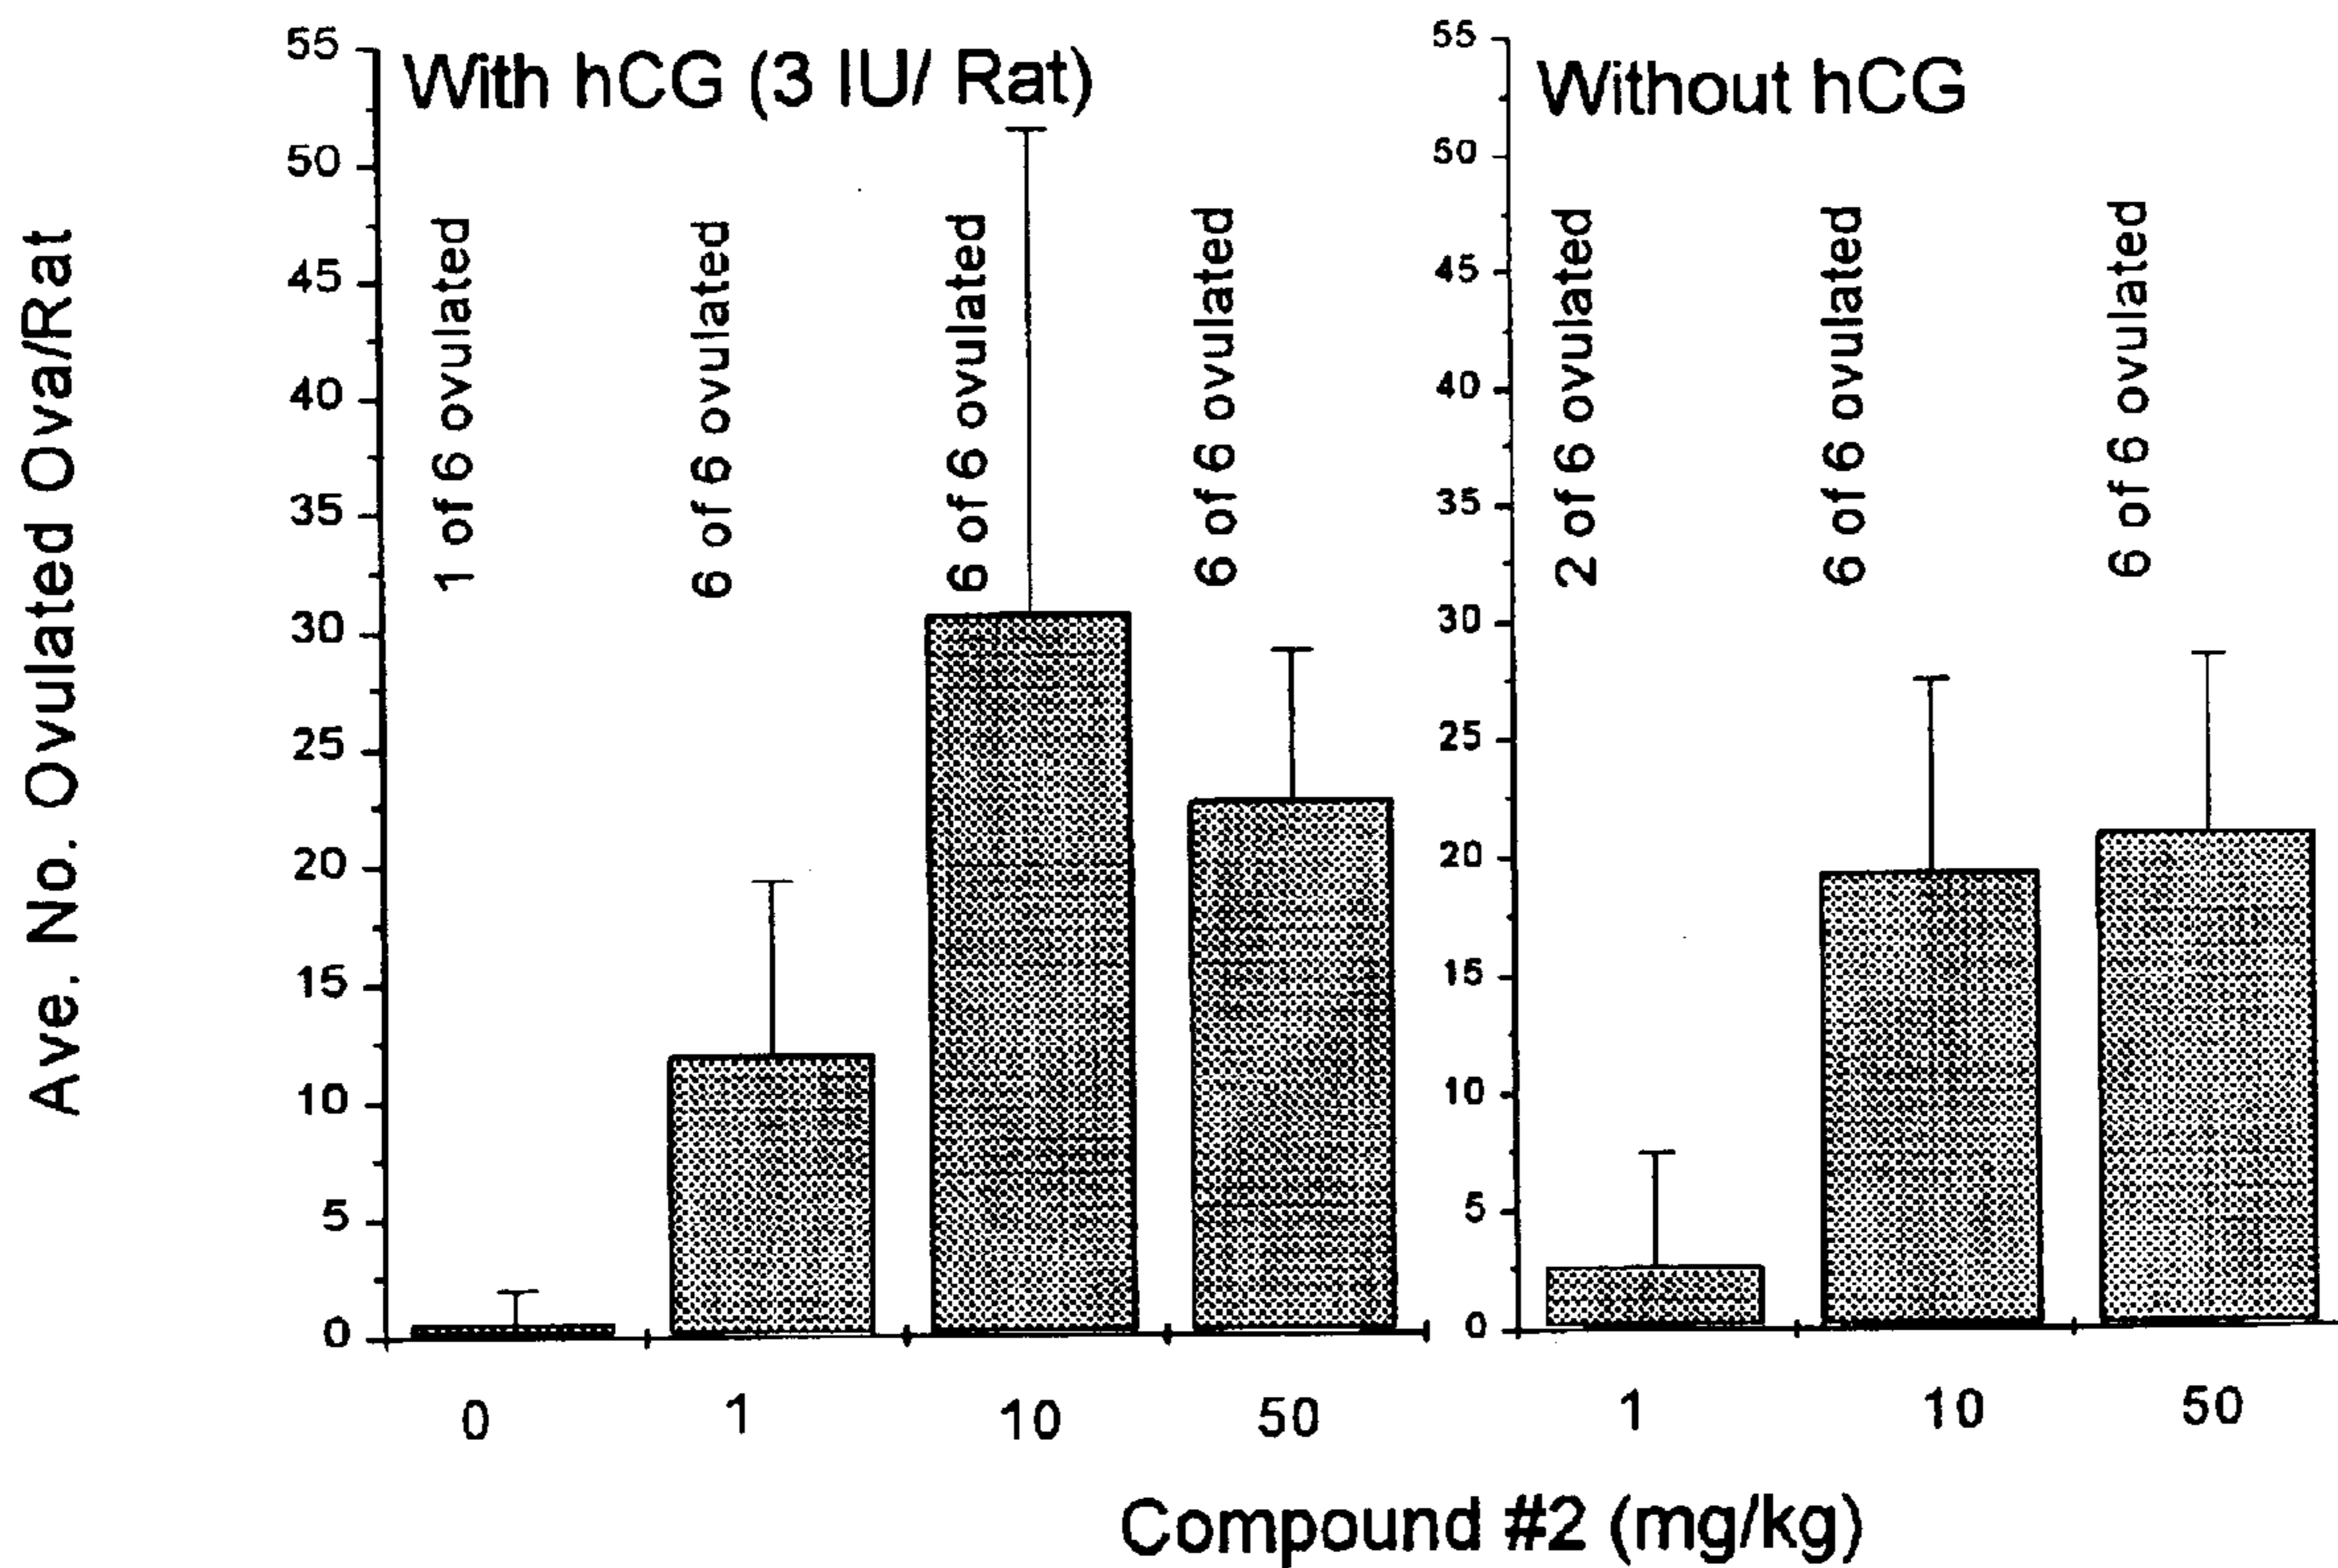 With hCG (3 IU/ Rat)
Without hCG
Ave. No. Ovulated Ova/Rat
55
50
45
40
35
30
25
20
15
10
5
0
1 of 6 ovulated
6 of 6 ovulated
6 of 6 ovulated
6 of 6 ovulated
0
1
10
50
55
50
45
40
35
30
25
20
15
10
5
0
2 of 6 ovulated
6 of 6 ovulated
6 of 6 ovulated
1
10
50
Compound #2 (mg/kg)